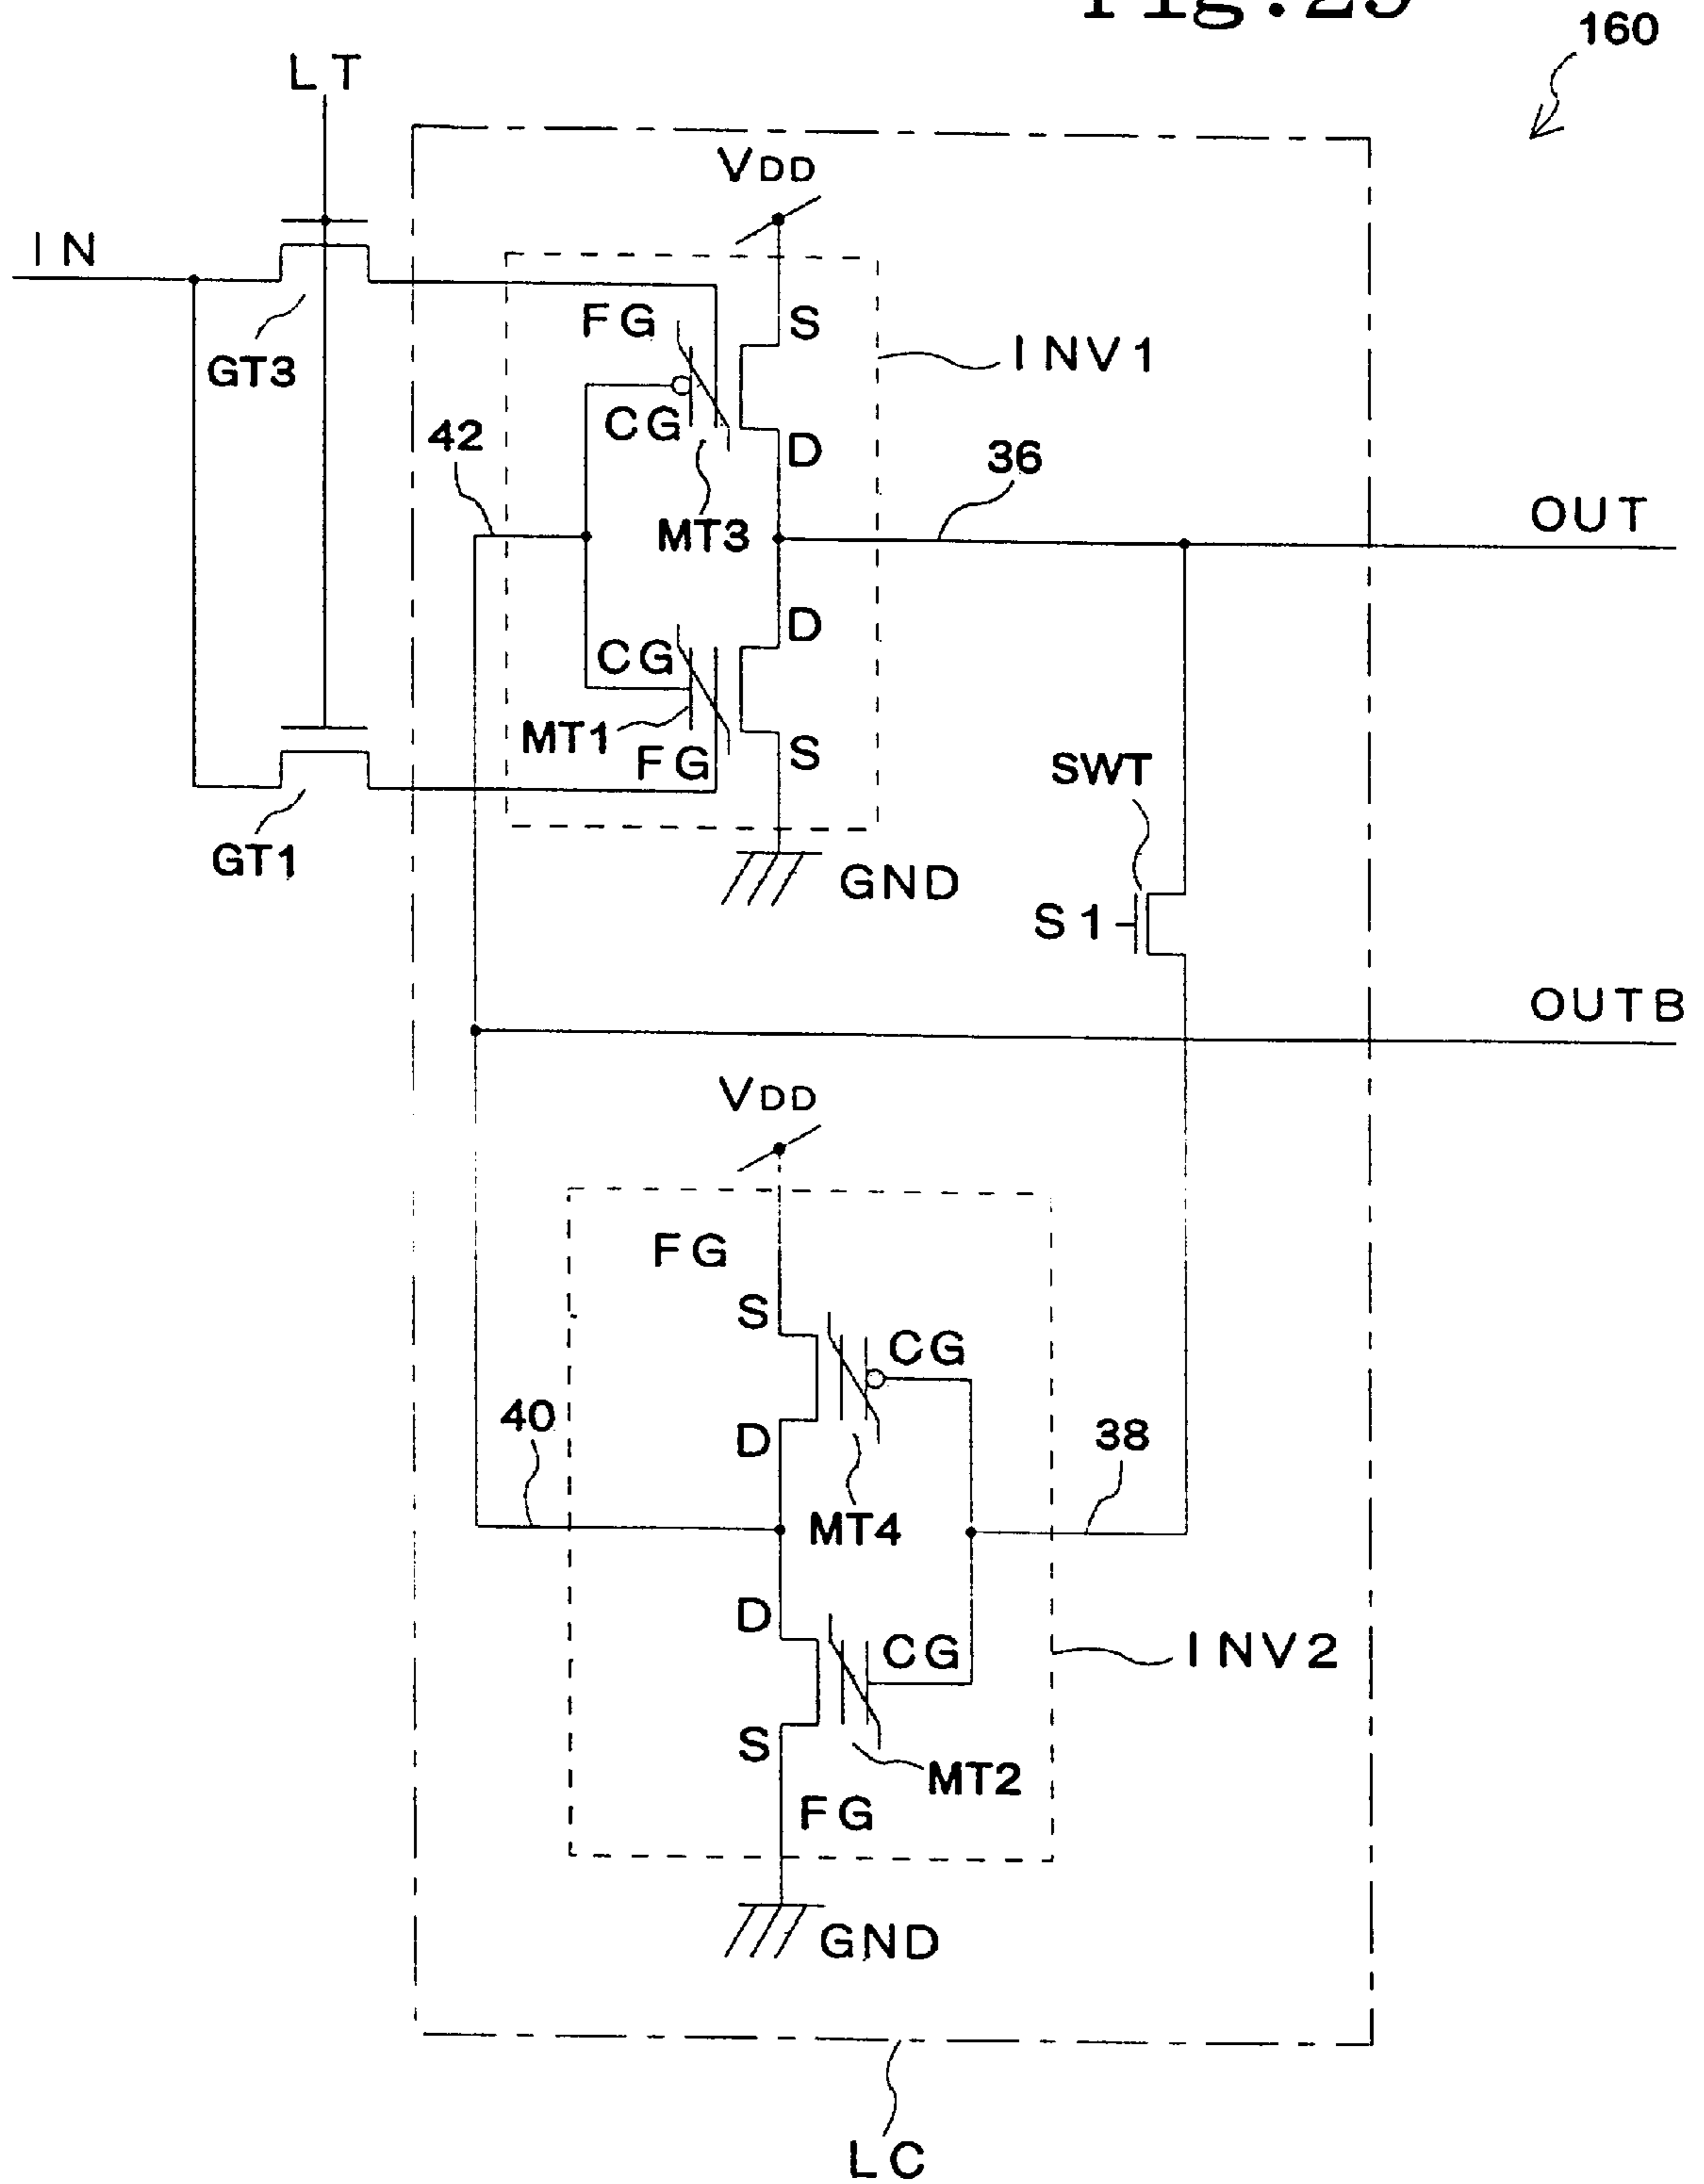 160
LT
VDD
IN
FG
S
INV1
GT3
CG
42
D
36
MT3
OUT
D
CG
MT1
FG
S
SWT
GT1
GND
S1
OUTB
VDD
FG
S
CG
40
D
38
MT4
D
CG
INV2
S
MT2
FG
GND
LC